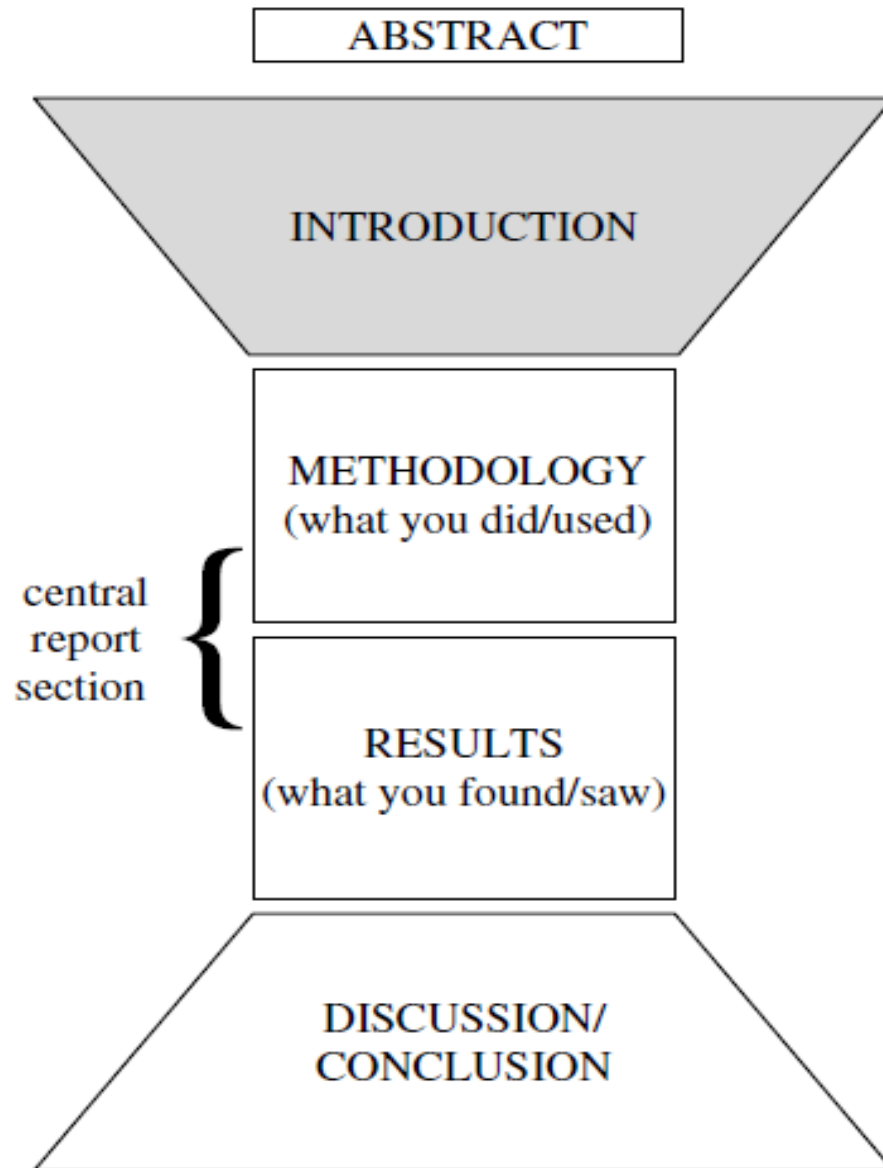 ABSTRACT
INTRODUCTION
METHODOLOGY
(what you did/used)
central
report
section
RESULTS
(what you found/saw)
DISCUSSION/
CONCLUSION